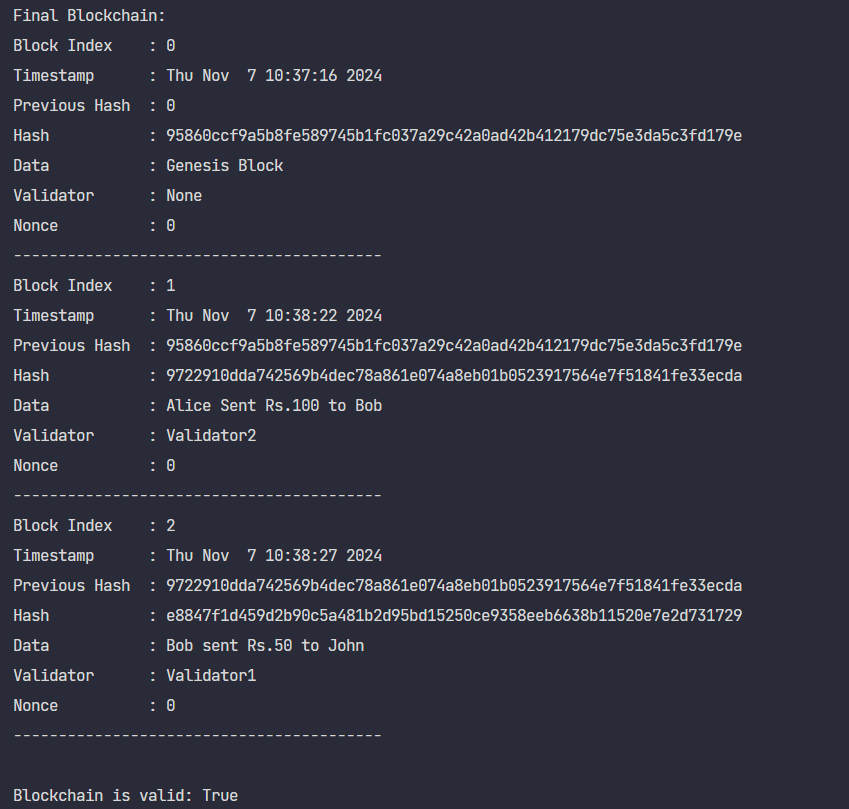 Final Blockchain:
Block Index    : 0
Timestamp      : Thu Nov  7 10:37:16 2024
Previous Hash  : 0
Hash           : 95860ccf9a5b8fe589745b1fc037a29c42a0ad42b412179dc75e3da5c3fd179e
Data           : Genesis Block
Validator      : None
Nonce          : 0
-----------------------------------------
Block Index    : 1
Timestamp      : Thu Nov  7 10:38:22 2024
Previous Hash  : 95860ccf9a5b8fe589745b1fc037a29c42a0ad42b412179dc75e3da5c3fd179e
Hash           : 9722910dda742569b4dec78a861e074a8eb01b0523917564e7f51841fe33ecda
Data           : Alice Sent Rs.100 to Bob
Validator      : Validator2
Nonce          : 0
-----------------------------------------
Block Index    : 2
Timestamp      : Thu Nov  7 10:38:27 2024
Previous Hash  : 9722910dda742569b4dec78a861e074a8eb01b0523917564e7f51841fe33ecda
Hash           : e8847f1d459d2b90c5a481b2d95bd15250ce9358eeb6638b11520e7e2d731729
Data           : Bob sent Rs.50 to John
Validator      : Validator1
Nonce          : 0
-----------------------------------------
Blockchain is valid: True